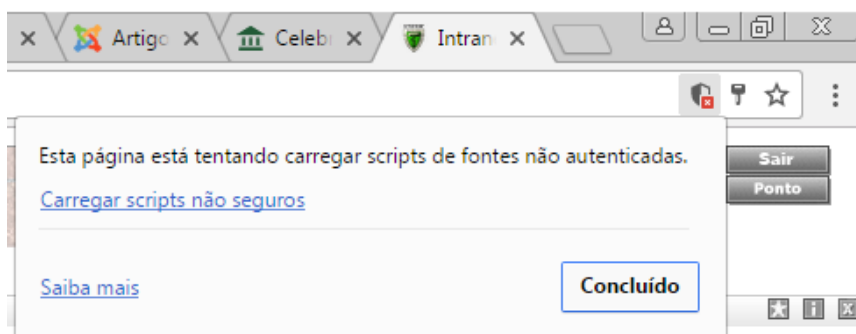 Artigo Celebr Intran
Esta página está tentando carregar scripts de fontes não autenticadas.
Sair
Carregar scripts não seguros
Ponto
Saiba mais
Concluído